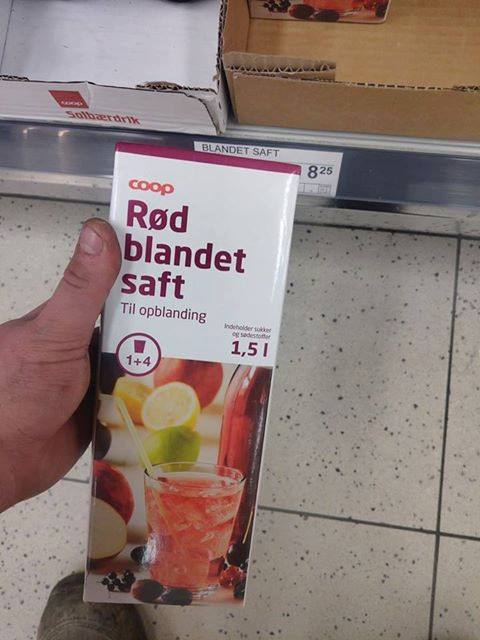 coop
Solbærdrik
BLANDET SAFT
8 25
coop
Rød
blandet
saft
Til opblanding
Indeholder sukker
og sødestoffer
1,5 l
1+4